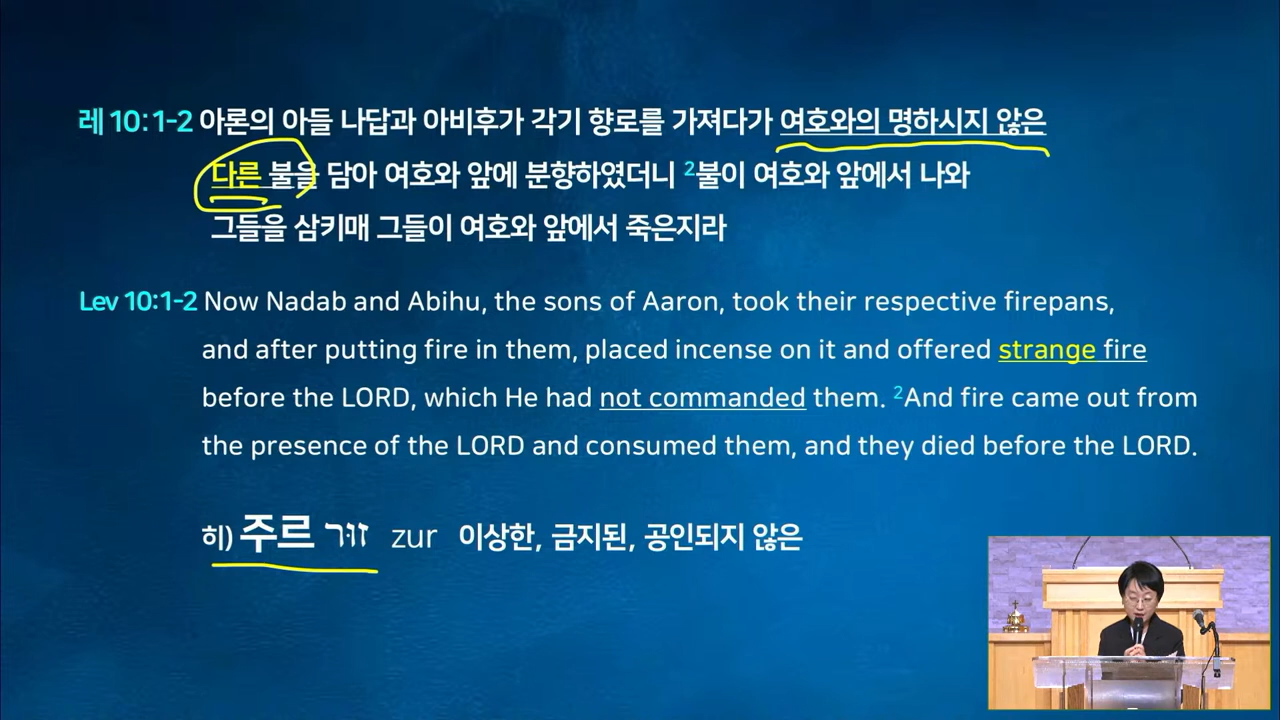 레 10:1-2 아론의 아들 나답과 아비후가 각기 향로를 가져다가 여호와의 명하시지 않은
다른 불을 담아 여호와 앞에 분향하였더니 ²불이 여호와 앞에서 나와
그들을 삼키매 그들이 여호와 앞에서 죽은지라
Lev 10:1-2 Now Nadab and Abihu, the sons of Aaron, took their respective firepans,
and after putting fire in them, placed incense on it and offered strange fire
before the LORD, which He had not commanded them. ²And fire came out from
the presence of the LORD and consumed them, and they died before the LORD.
히) 주르 זוּר zur 이상한, 금지된, 공인되지 않은